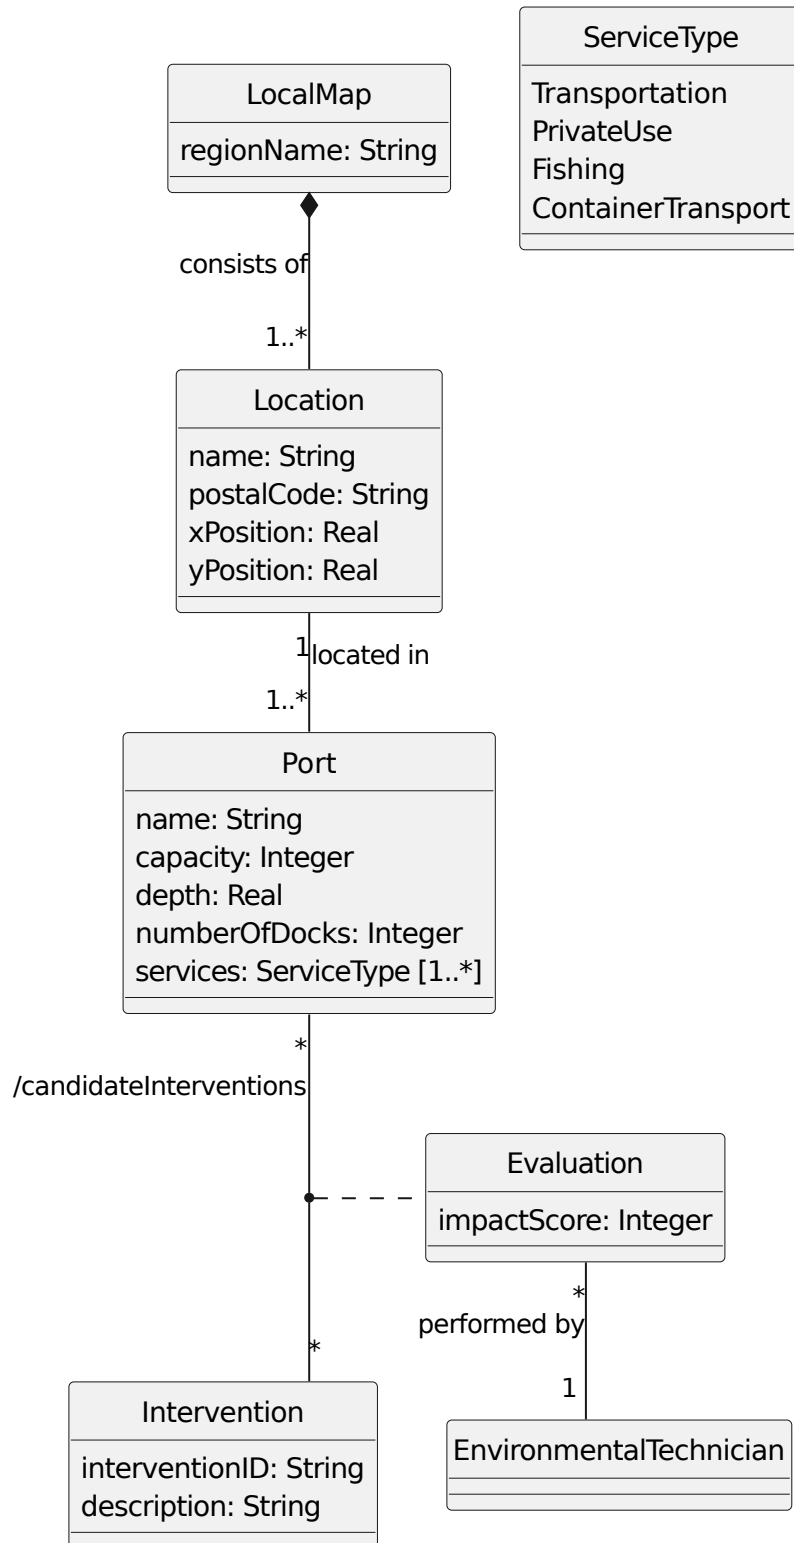 ServiceType
Transportation
PrivateUse
Fishing
ContainerTransport
LocalMap
regionName: String
consists of
1..*
Location
name: String
postalCode: String
xPosition: Real
yPosition: Real
1
located in
1..*
Port
name: String
capacity: Integer
depth: Real
numberOfDocks: Integer
services: ServiceType [1..*]
*
/candidateInterventions
Evaluation
impactScore: Integer
*
performed by
*
1
Intervention
interventionID: String
description: String
EnvironmentalTechnician